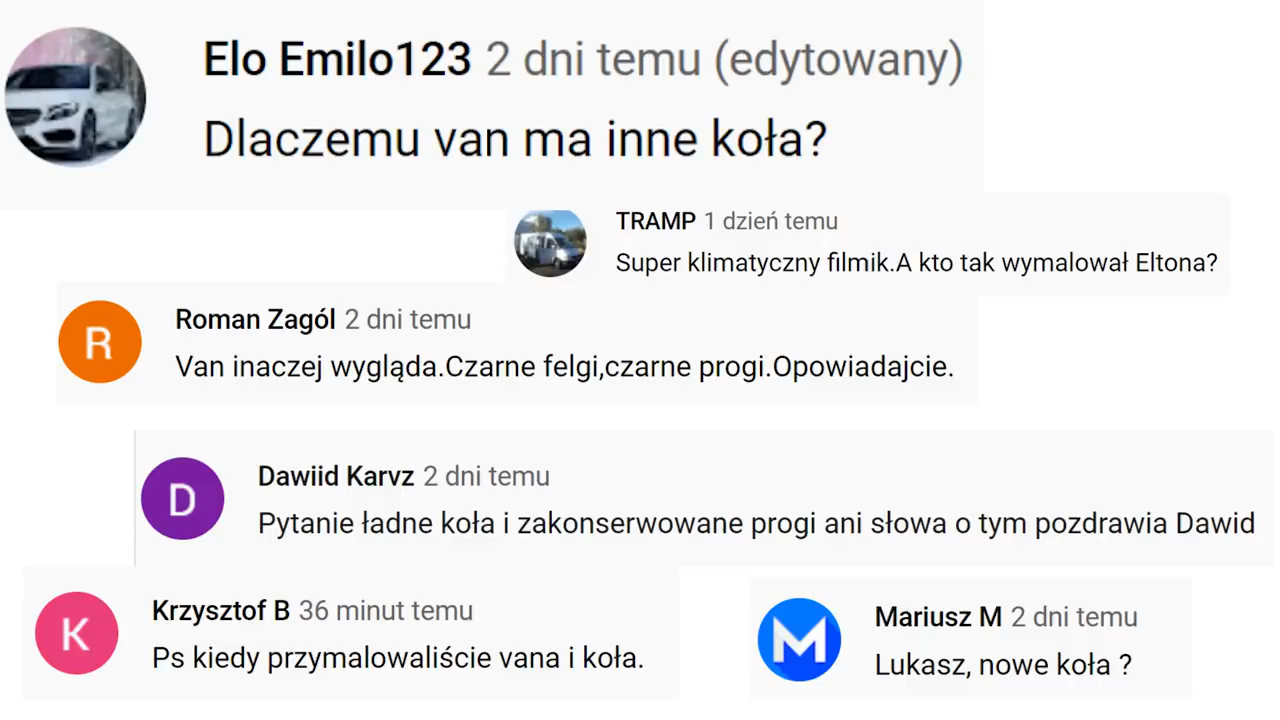 Elo Emilo123 2 dni temu (edytowany)
Dlaczemu van ma inne koła?
TRAMP 1 dzień temu
Super klimatyczny filmik.A kto tak wymalował Eltona?
R
Roman Zagól 2 dni temu
Van inaczej wygląda.Czarne felgi,czarne progi.Opowiadajcie.
D
Dawiid Karvz 2 dni temu
Pytanie ładne koła i zakonserwowane progi ani słowa o tym pozdrawia Dawid
K
Krzysztof B 36 minut temu
Ps kiedy przymalowaliście vana i koła.
M
Mariusz M 2 dni temu
Lukasz, nowe koła ?